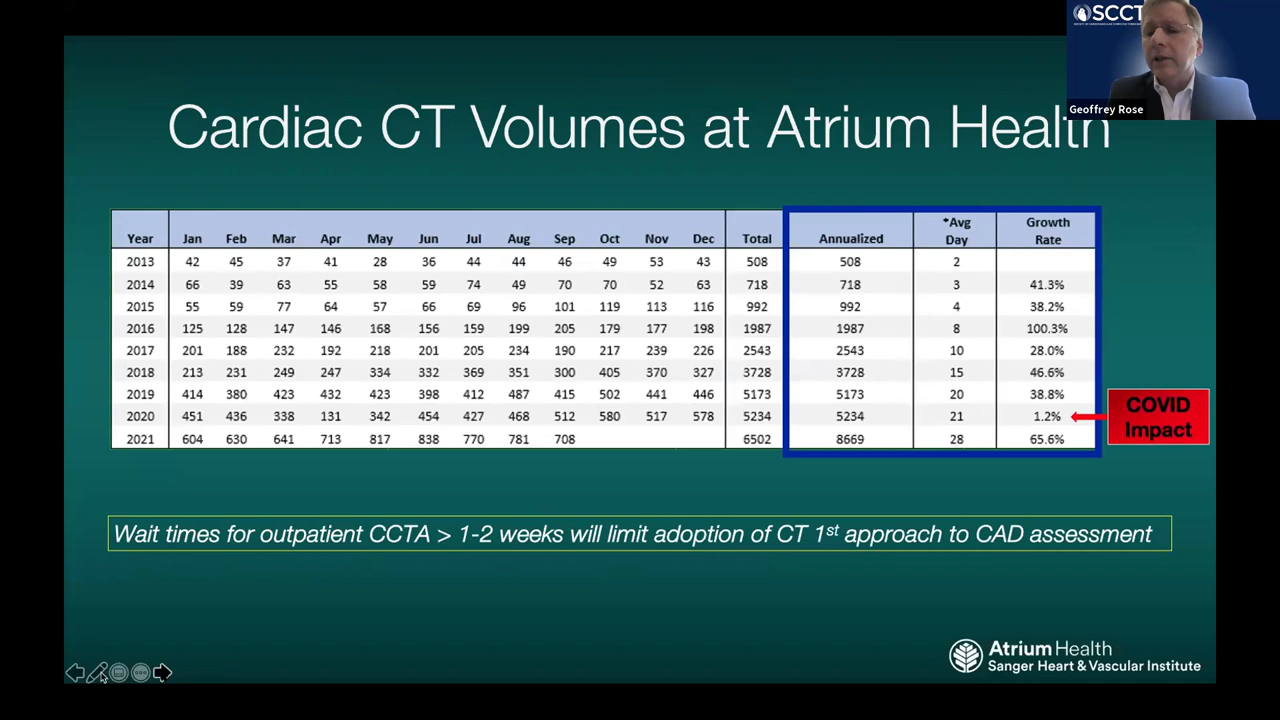 SCCT
Geoffrey Rose
Cardiac CT Volumes at Atrium Health
Year Jan Feb Mar Apr May Jun Jul Aug Sep Oct Nov Dec Total Annualized *Avg Day Growth Rate
2013 42 45 37 41 28 36 44 44 46 49 53 43 508 508 2
2014 66 39 63 55 58 59 74 49 70 70 52 63 718 718 3 41.3%
2015 55 59 77 64 57 66 69 96 101 119 113 116 992 992 4 38.2%
2016 125 128 147 146 168 156 159 199 205 179 177 198 1987 1987 8 100.3%
2017 201 188 232 192 218 201 205 234 190 217 239 226 2543 2543 10 28.0%
2018 213 231 249 247 334 332 369 351 300 405 370 327 3728 3728 15 46.6%
2019 414 380 423 432 423 398 412 487 415 502 441 446 5173 5173 20 38.8%
2020 451 436 338 131 342 454 427 468 512 580 517 578 5234 5234 21 1.2%
2021 604 630 641 713 817 838 770 781 708 6502 8669 28 65.6%
COVID
Impact
Wait times for outpatient CCTA > 1-2 weeks will limit adoption of CT 1st approach to CAD assessment
Atrium Health
Sanger Heart & Vascular Institute